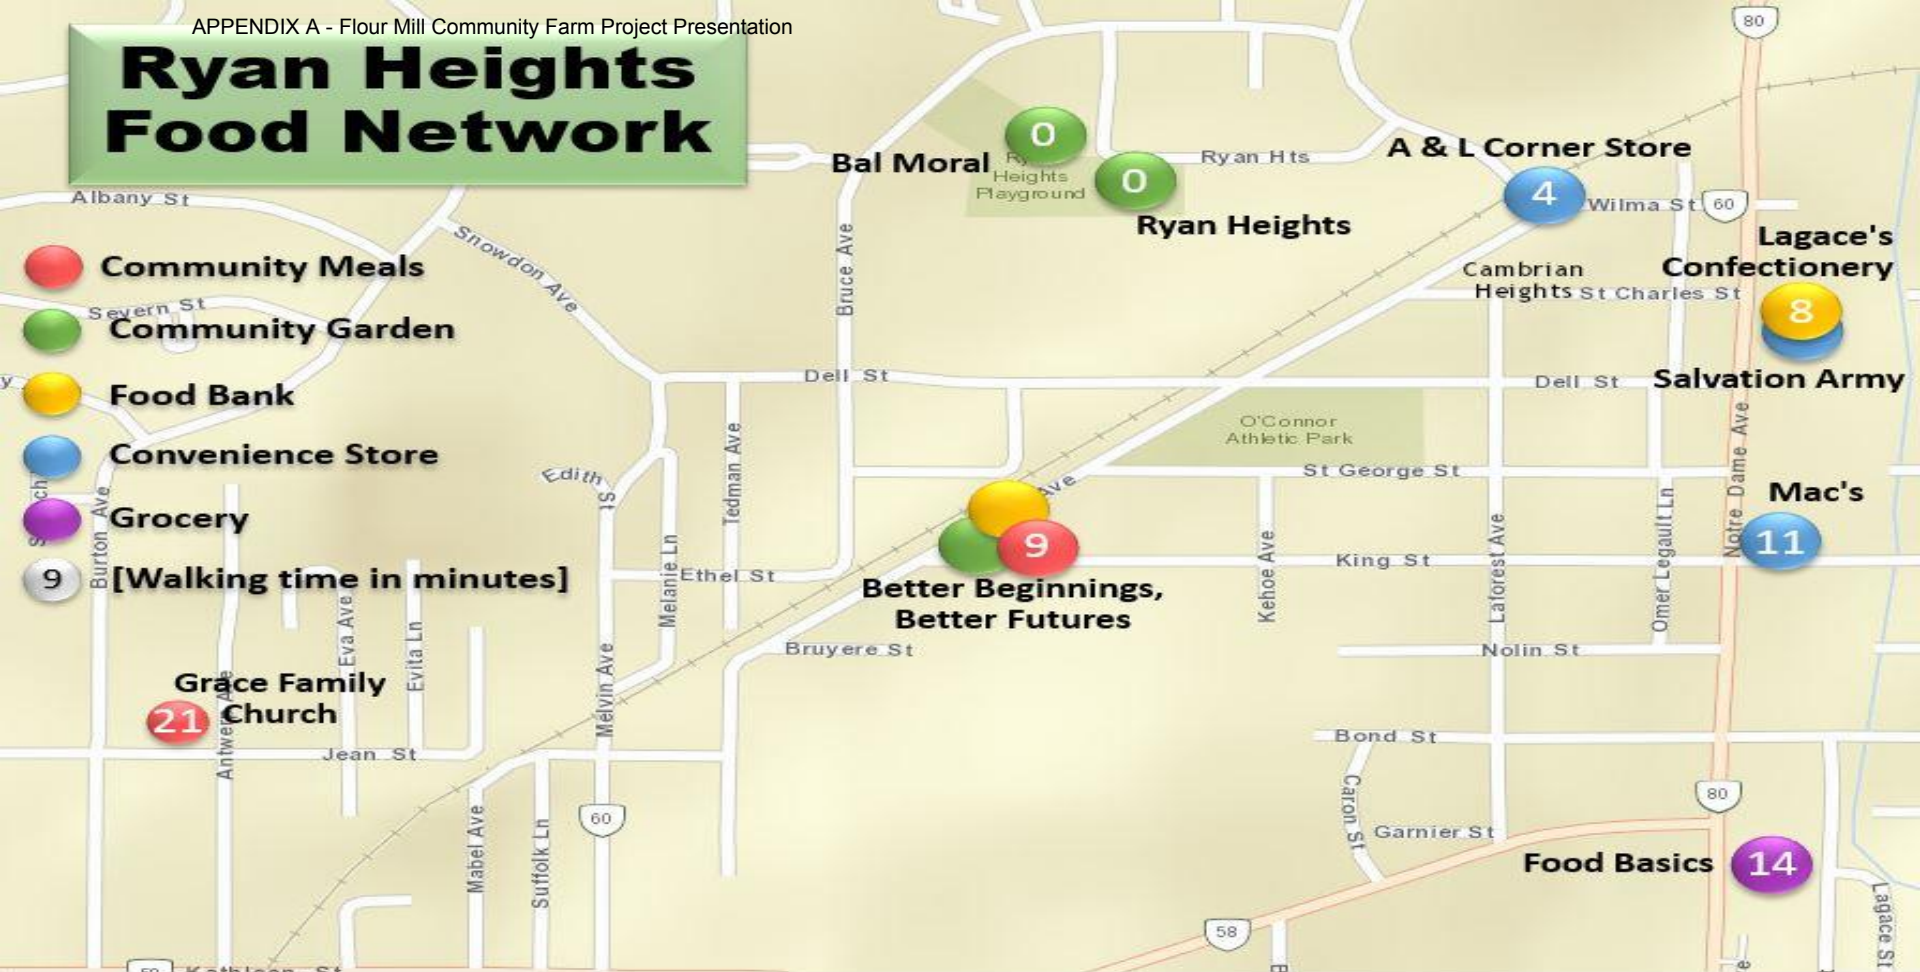 APPENDIX A - Flour Mill Community Farm Project Presentation
Ryan Heights
Food Network
80
Bal Moral
0
0
Heights
Playground
Ryan Hts
Ryan Heights
A & L Corner Store
4
Wilma St
60
Lagace's
Confectionery
Cambrian
Heights
St Charles St
8
Salvation Army
Albany St
Snowdon Ave
Bruce Ave
Community Meals
Severn St
Community Garden
Food Bank
Convenience Store
Grocery
9 [Walking time in minutes]
Burton Ave
Dell St
Dell St
O'Connor
Athletic Park
Edith St
Tedman Ave
Ave
St George St
Notre Dame Ave
Mac's
11
9
Better Beginnings,
Better Futures
Ethel St
Melanie Ln
Kehoe Ave
King St
Laforest Ave
Omer Legault Ln
Eva Ave
Evita Ln
Melvin Ave
Bruyere St
Nolin St
Grace Family
Church
21
Jean St
Bond St
Caron St
80
60
Mabel Ave
Suffolk Ln
Garnier St
Food Basics
14
58
Lagace St